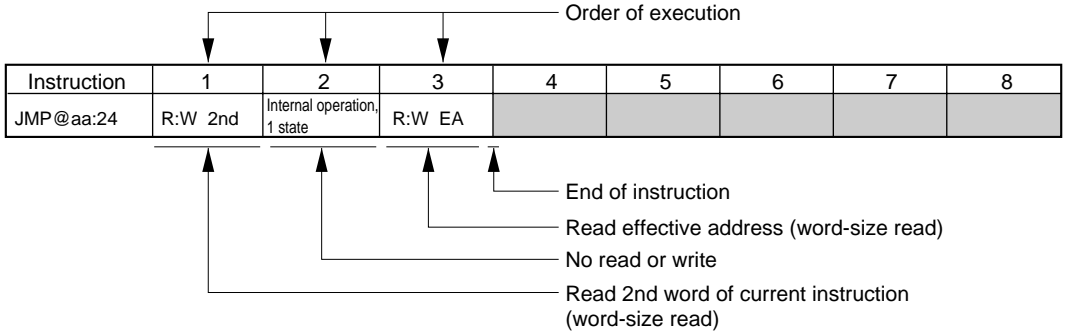 Order of execution
Instruction 1 2 3 4 5 6 7 8
JMP@aa:24 R:W 2nd Internal operation, 1 state R:W EA
End of instruction
Read effective address (word-size read)
No read or write
Read 2nd word of current instruction
(word-size read)